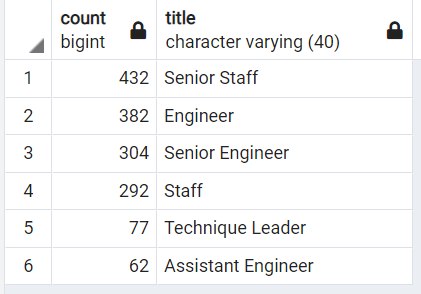 count title
bigint character varying (40)
1 432 Senior Staff
2 382 Engineer
3 304 Senior Engineer
4 292 Staff
5 77 Technique Leader
6 62 Assistant Engineer